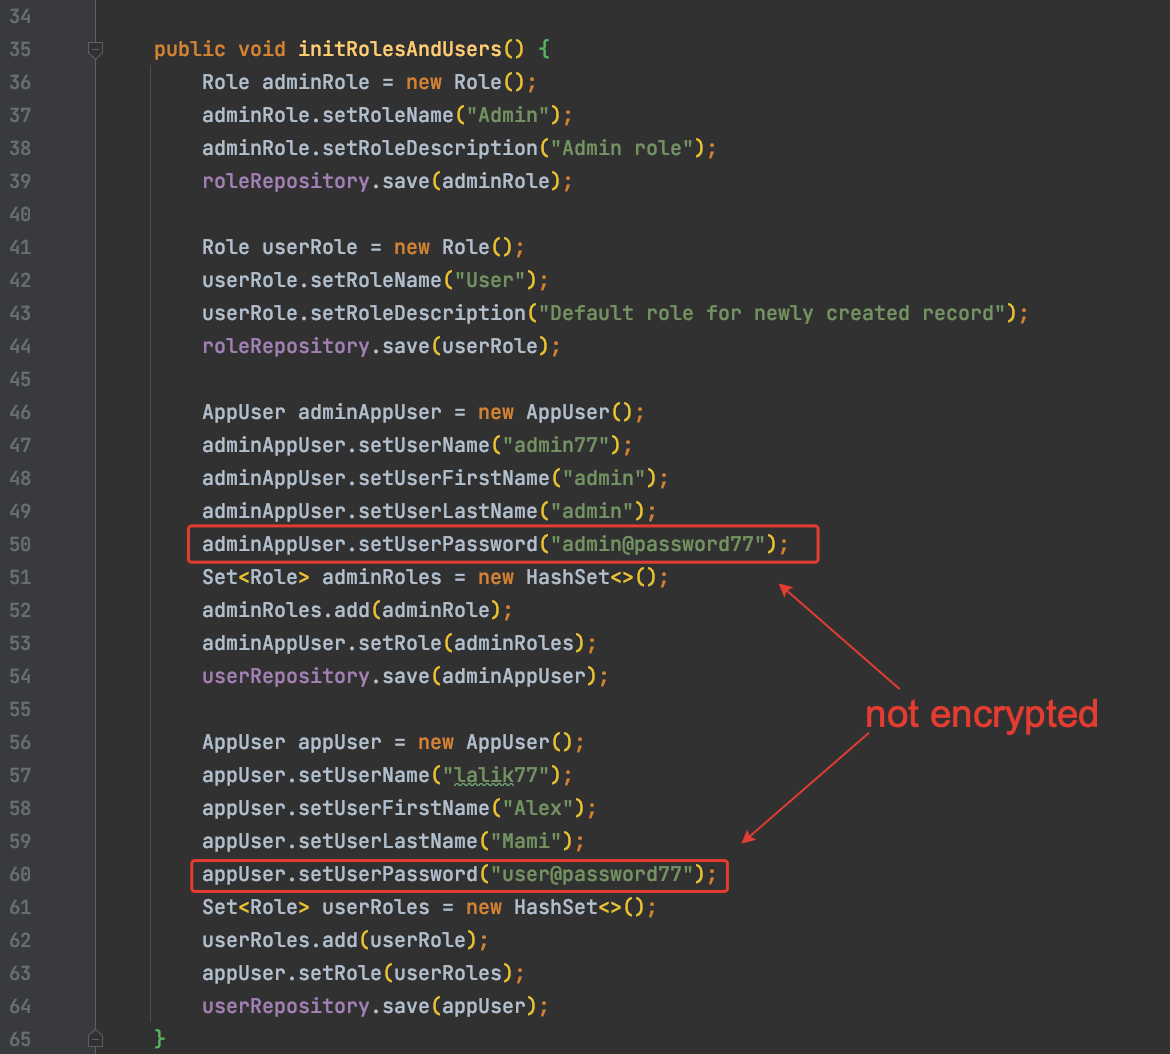 34
35 public void initRolesAndUsers() {
36 Role adminRole = new Role();
37 adminRole.setRoleName("Admin");
38 adminRole.setRoleDescription("Admin role");
39 roleRepository.save(adminRole);
40
41 Role userRole = new Role();
42 userRole.setRoleName("User");
43 userRole.setRoleDescription("Default role for newly created record");
44 roleRepository.save(userRole);
45
46 AppUser adminAppUser = new AppUser();
47 adminAppUser.setUserName("admin77");
48 adminAppUser.setUserFirstName("admin");
49 adminAppUser.setUserLastName("admin");
50 adminAppUser.setUserPassword("admin@password77");
51 Set<Role> adminRoles = new HashSet<>();
52 adminRoles.add(adminRole);
53 adminAppUser.setRole(adminRoles);
54 userRepository.save(adminAppUser);
55
not encrypted
56 AppUser appUser = new AppUser();
57 appUser.setUserName("lalik77");
58 appUser.setUserFirstName("Alex");
59 appUser.setUserLastName("Mami");
60 appUser.setUserPassword("user@password77");
61 Set<Role> userRoles = new HashSet<>();
62 userRoles.add(userRole);
63 appUser.setRole(userRoles);
64 userRepository.save(appUser);
65 }